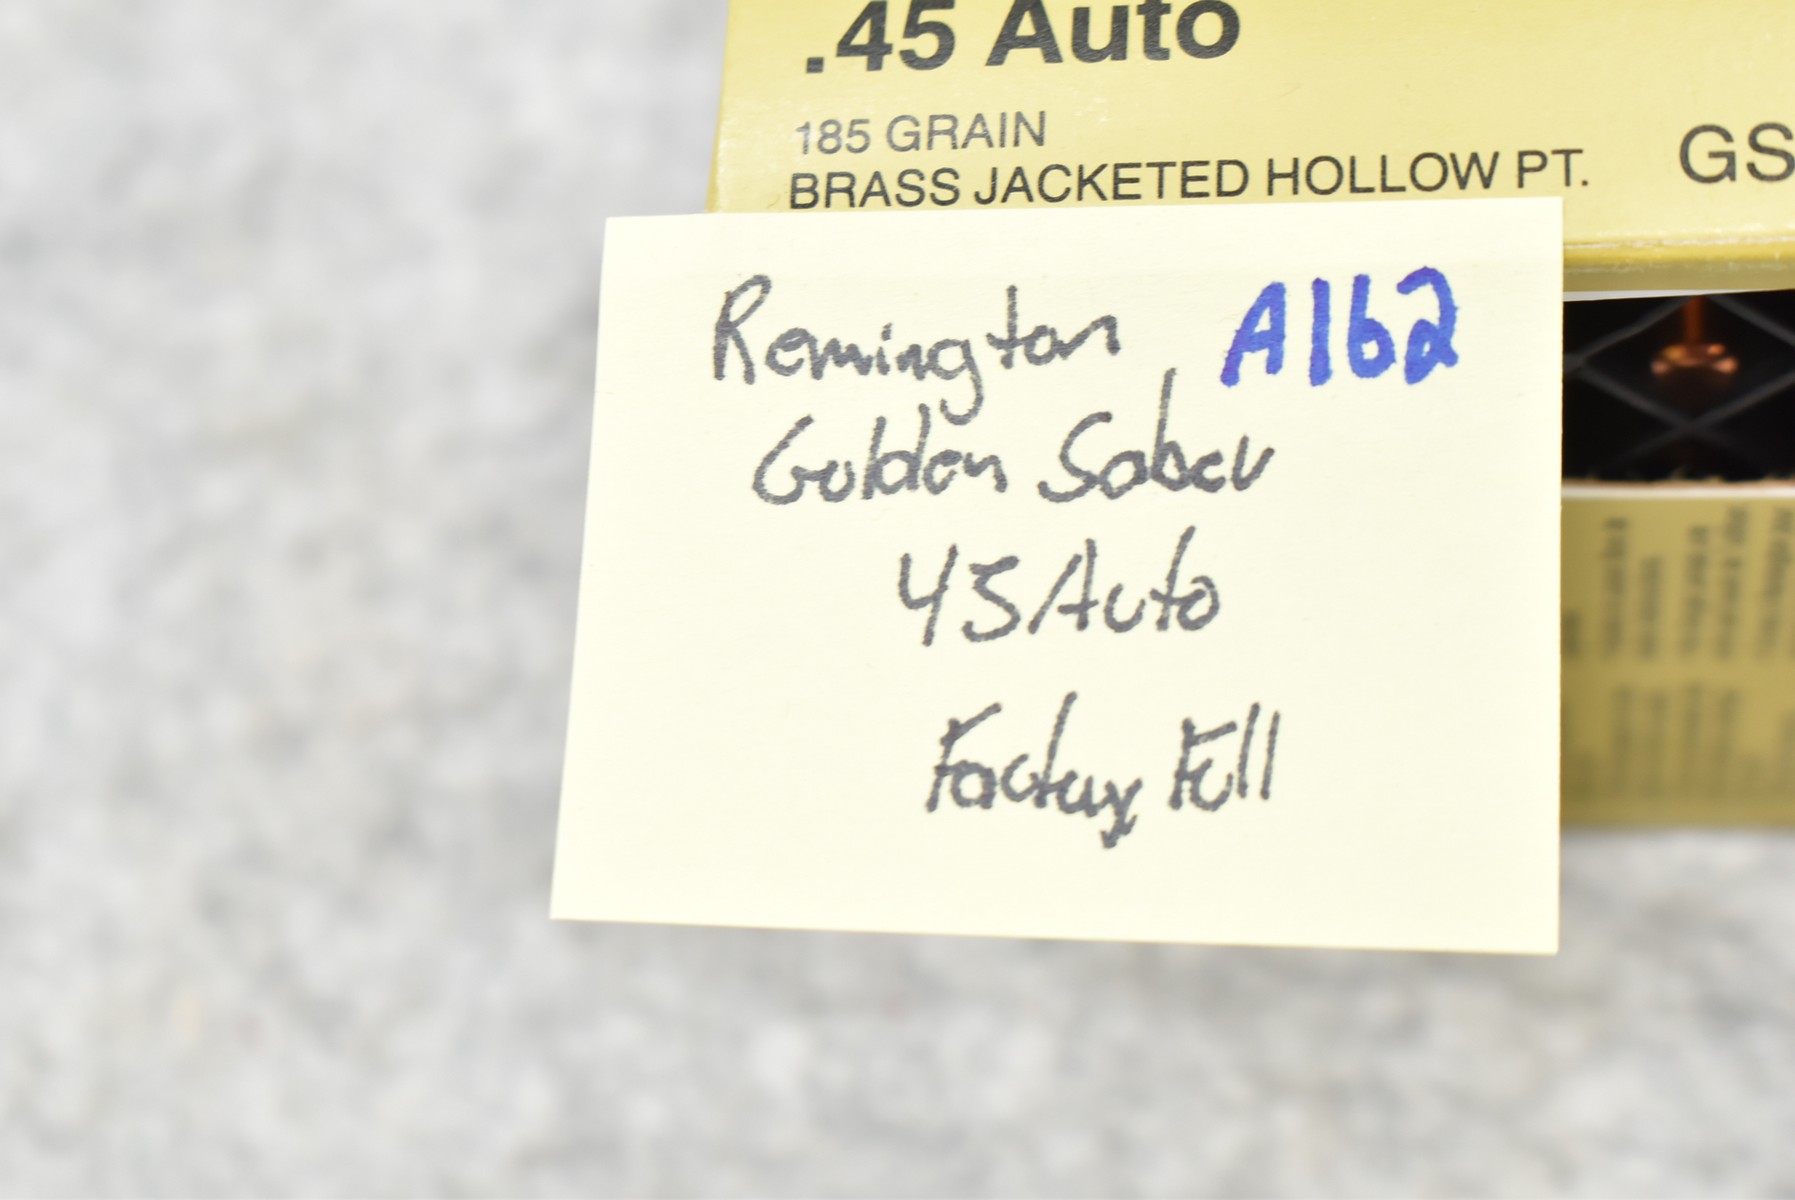 .45 Auto
185 GRAIN
BRASS JACKETED HOLLOW PT.
GS
Remington A162
Golden Saber
45 Auto
Factory Full